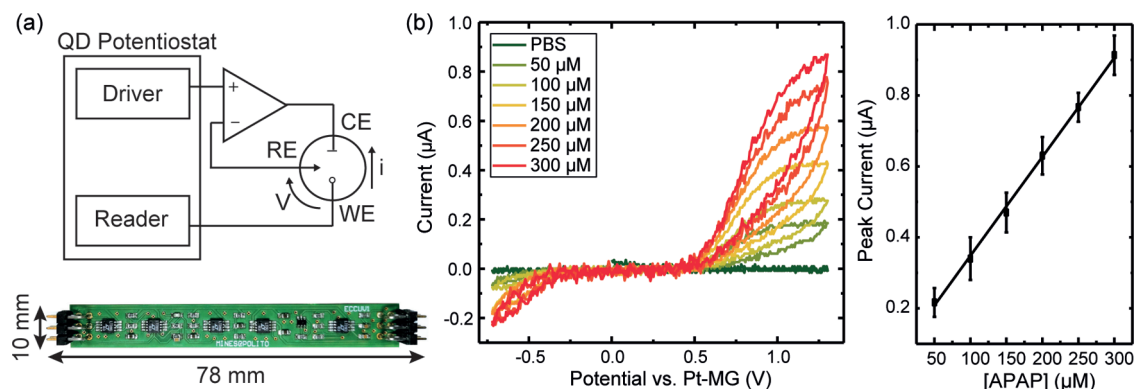 (a)
QD Potentiostat
Driver
Reader
+
−
CE
RE
i
V
WE
10 mm
ECCUV1
MINES@POLITO
78 mm
(b)
Current (µA)
1.0
0.8
0.6
0.4
0.2
0.0
-0.2
PBS
50 µM
100 µM
150 µM
200 µM
250 µM
300 µM
-0.5
0.0
0.5
1.0
Potential vs. Pt-MG (V)
Peak Current (µA)
1.0
0.8
0.6
0.4
0.2
50
100
150
200
250
300
[APAP] (µM)